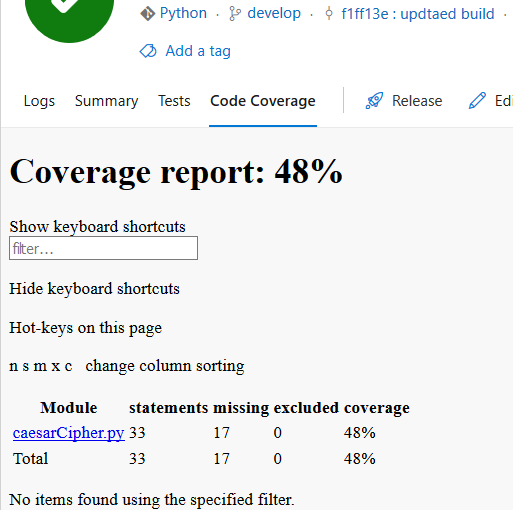 Python · develop · f1ff13e : updtaed build ·
Add a tag
Logs Summary Tests Code Coverage Release Edi
Coverage report: 48%
Show keyboard shortcuts
filter...
Hide keyboard shortcuts
Hot-keys on this page
n s m x c change column sorting
Module statements missing excluded coverage
caesarCipher.py 33 17 0 48%
Total 33 17 0 48%
No items found using the specified filter.